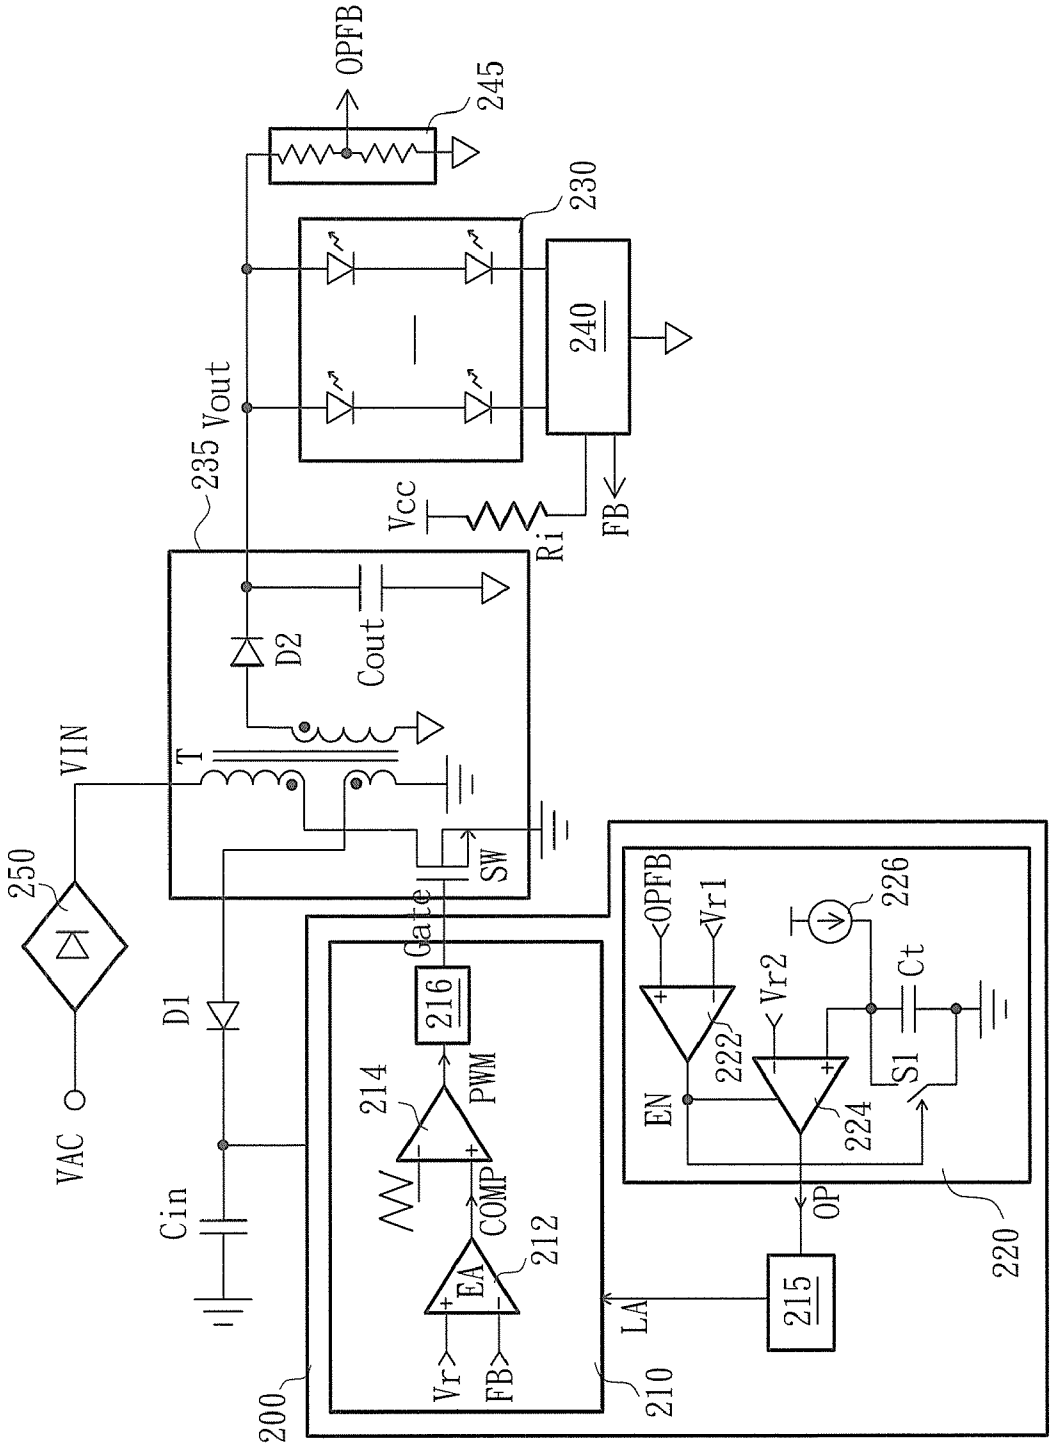 VAC
250
VIN
Cin
D1
T
235
Vout
OPFB
245
D2
Cout
230
Vcc
Ri
FB
240
SW
Gate
200
210
Vr
FB
EA
212
COMP
214
PWM
216
LA
215
OP
220
EN
222
OPFB
Vr1
224
Vr2
S1
Ct
226
+
-
+
-
+
-
+
-